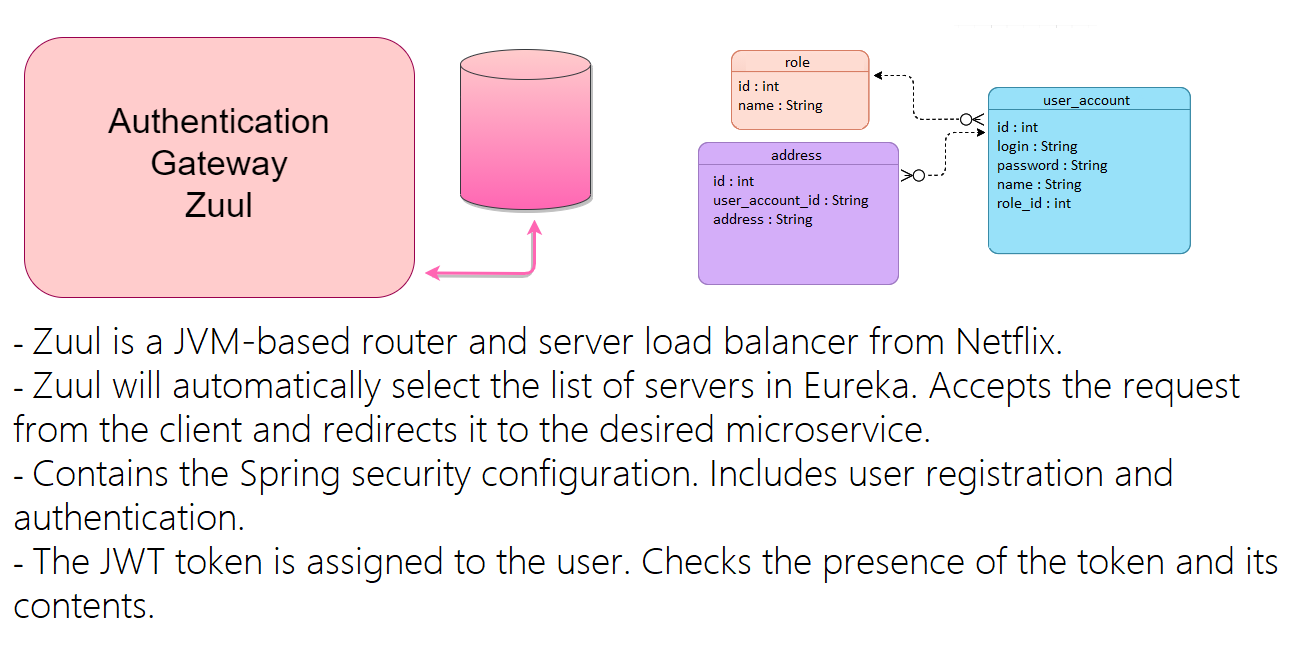 Authentication
Gateway
Zuul
role
id : int
name : String
address
id : int
user_account_id : String
address : String
user_account
id : int
login : String
password : String
name : String
role_id : int
- Zuul is a JVM-based router and server load balancer from Netflix.
- Zuul will automatically select the list of servers in Eureka. Accepts the request
from the client and redirects it to the desired microservice.
- Contains the Spring security configuration. Includes user registration and
authentication.
- The JWT token is assigned to the user. Checks the presence of the token and its
contents.